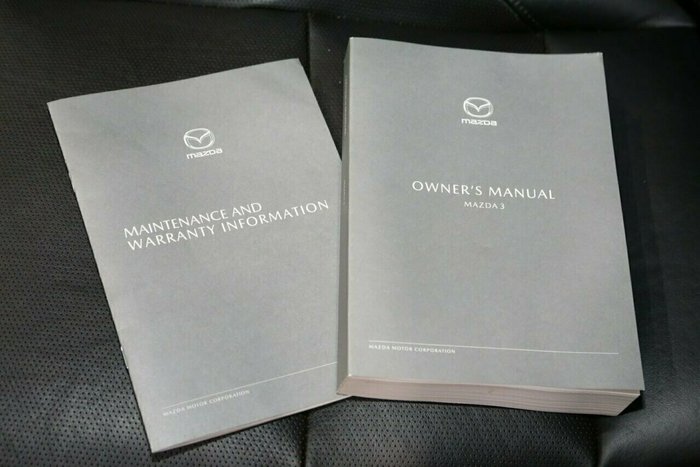 mazda
MAINTENANCE AND
WARRANTY INFORMATION
MAZDA MOTOR CORPORATION
mazda
OWNER'S MANUAL
MAZDA 3
MAZDA MOTOR CORPORATION